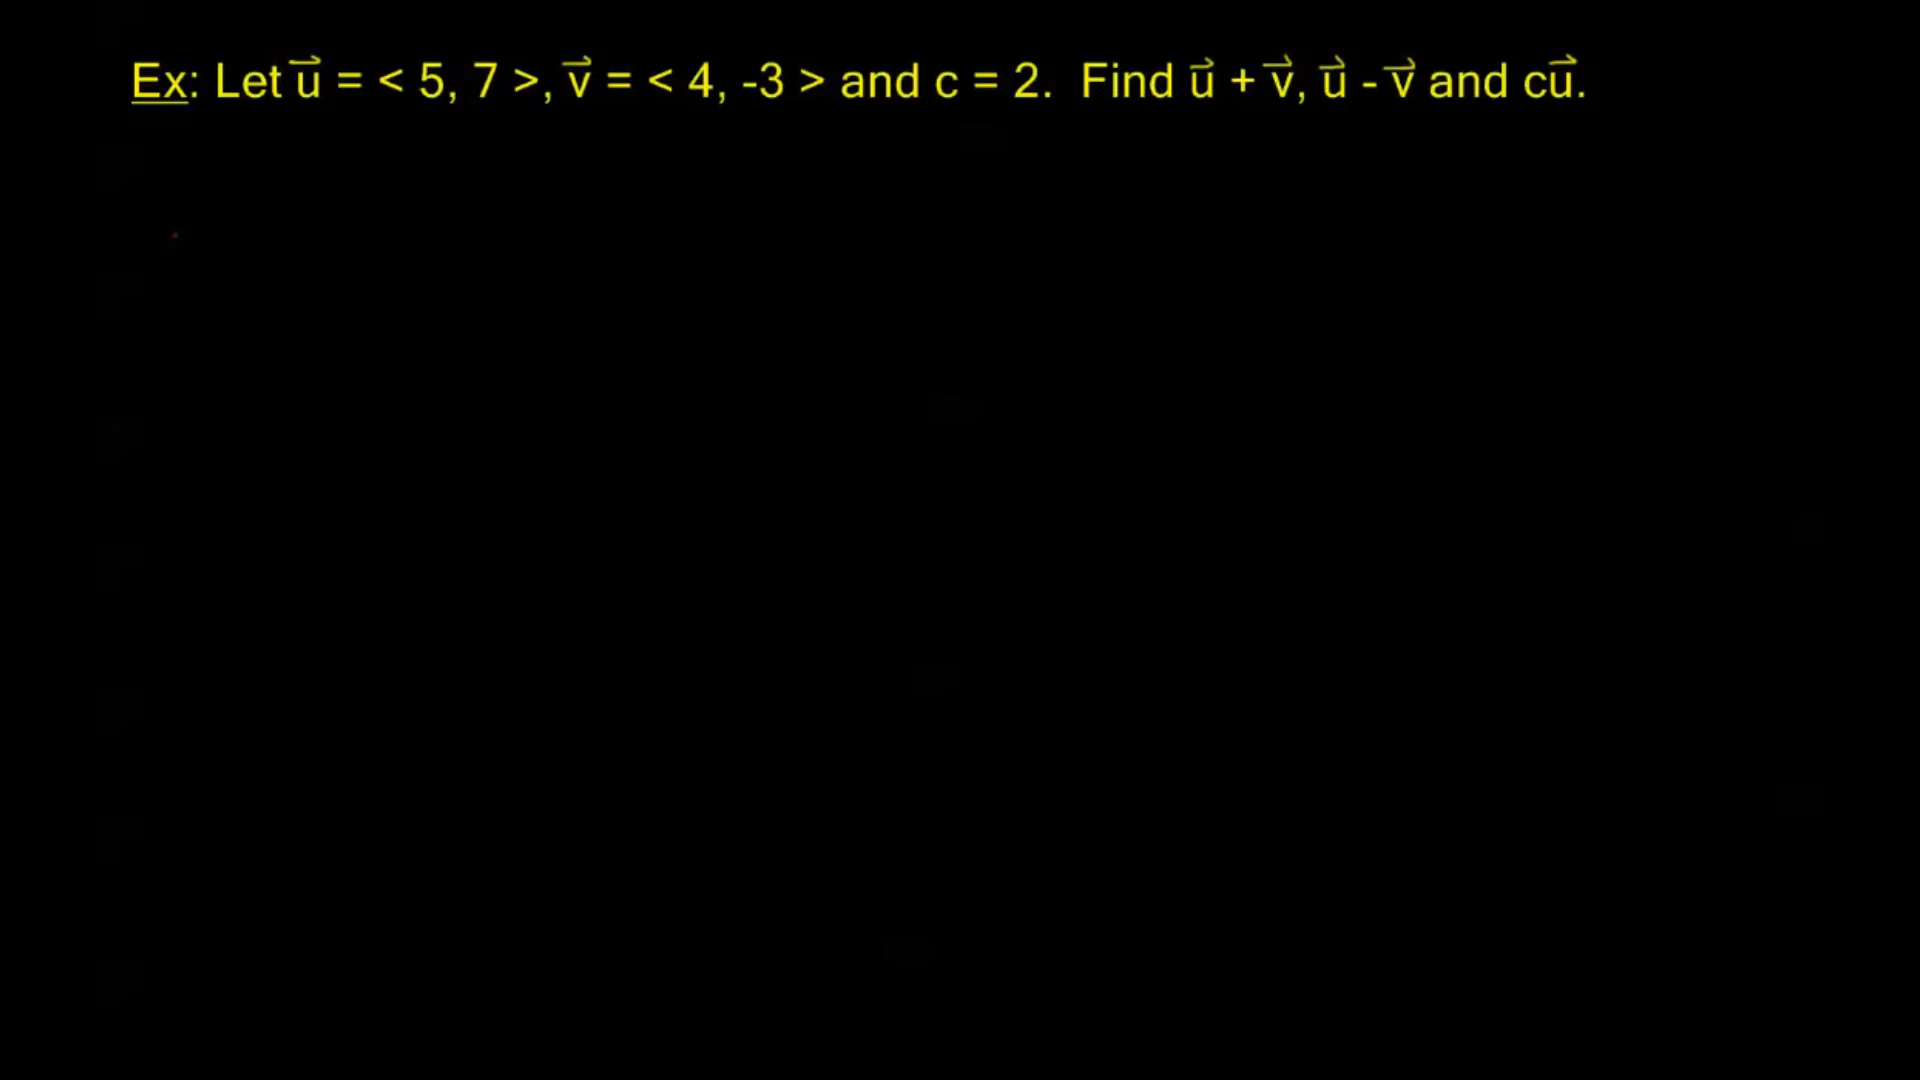 Ex: Let u⃗ = < 5, 7 >, v⃗ = < 4, -3 > and c = 2. Find u⃗ + v⃗, u⃗ - v⃗ and cu⃗.